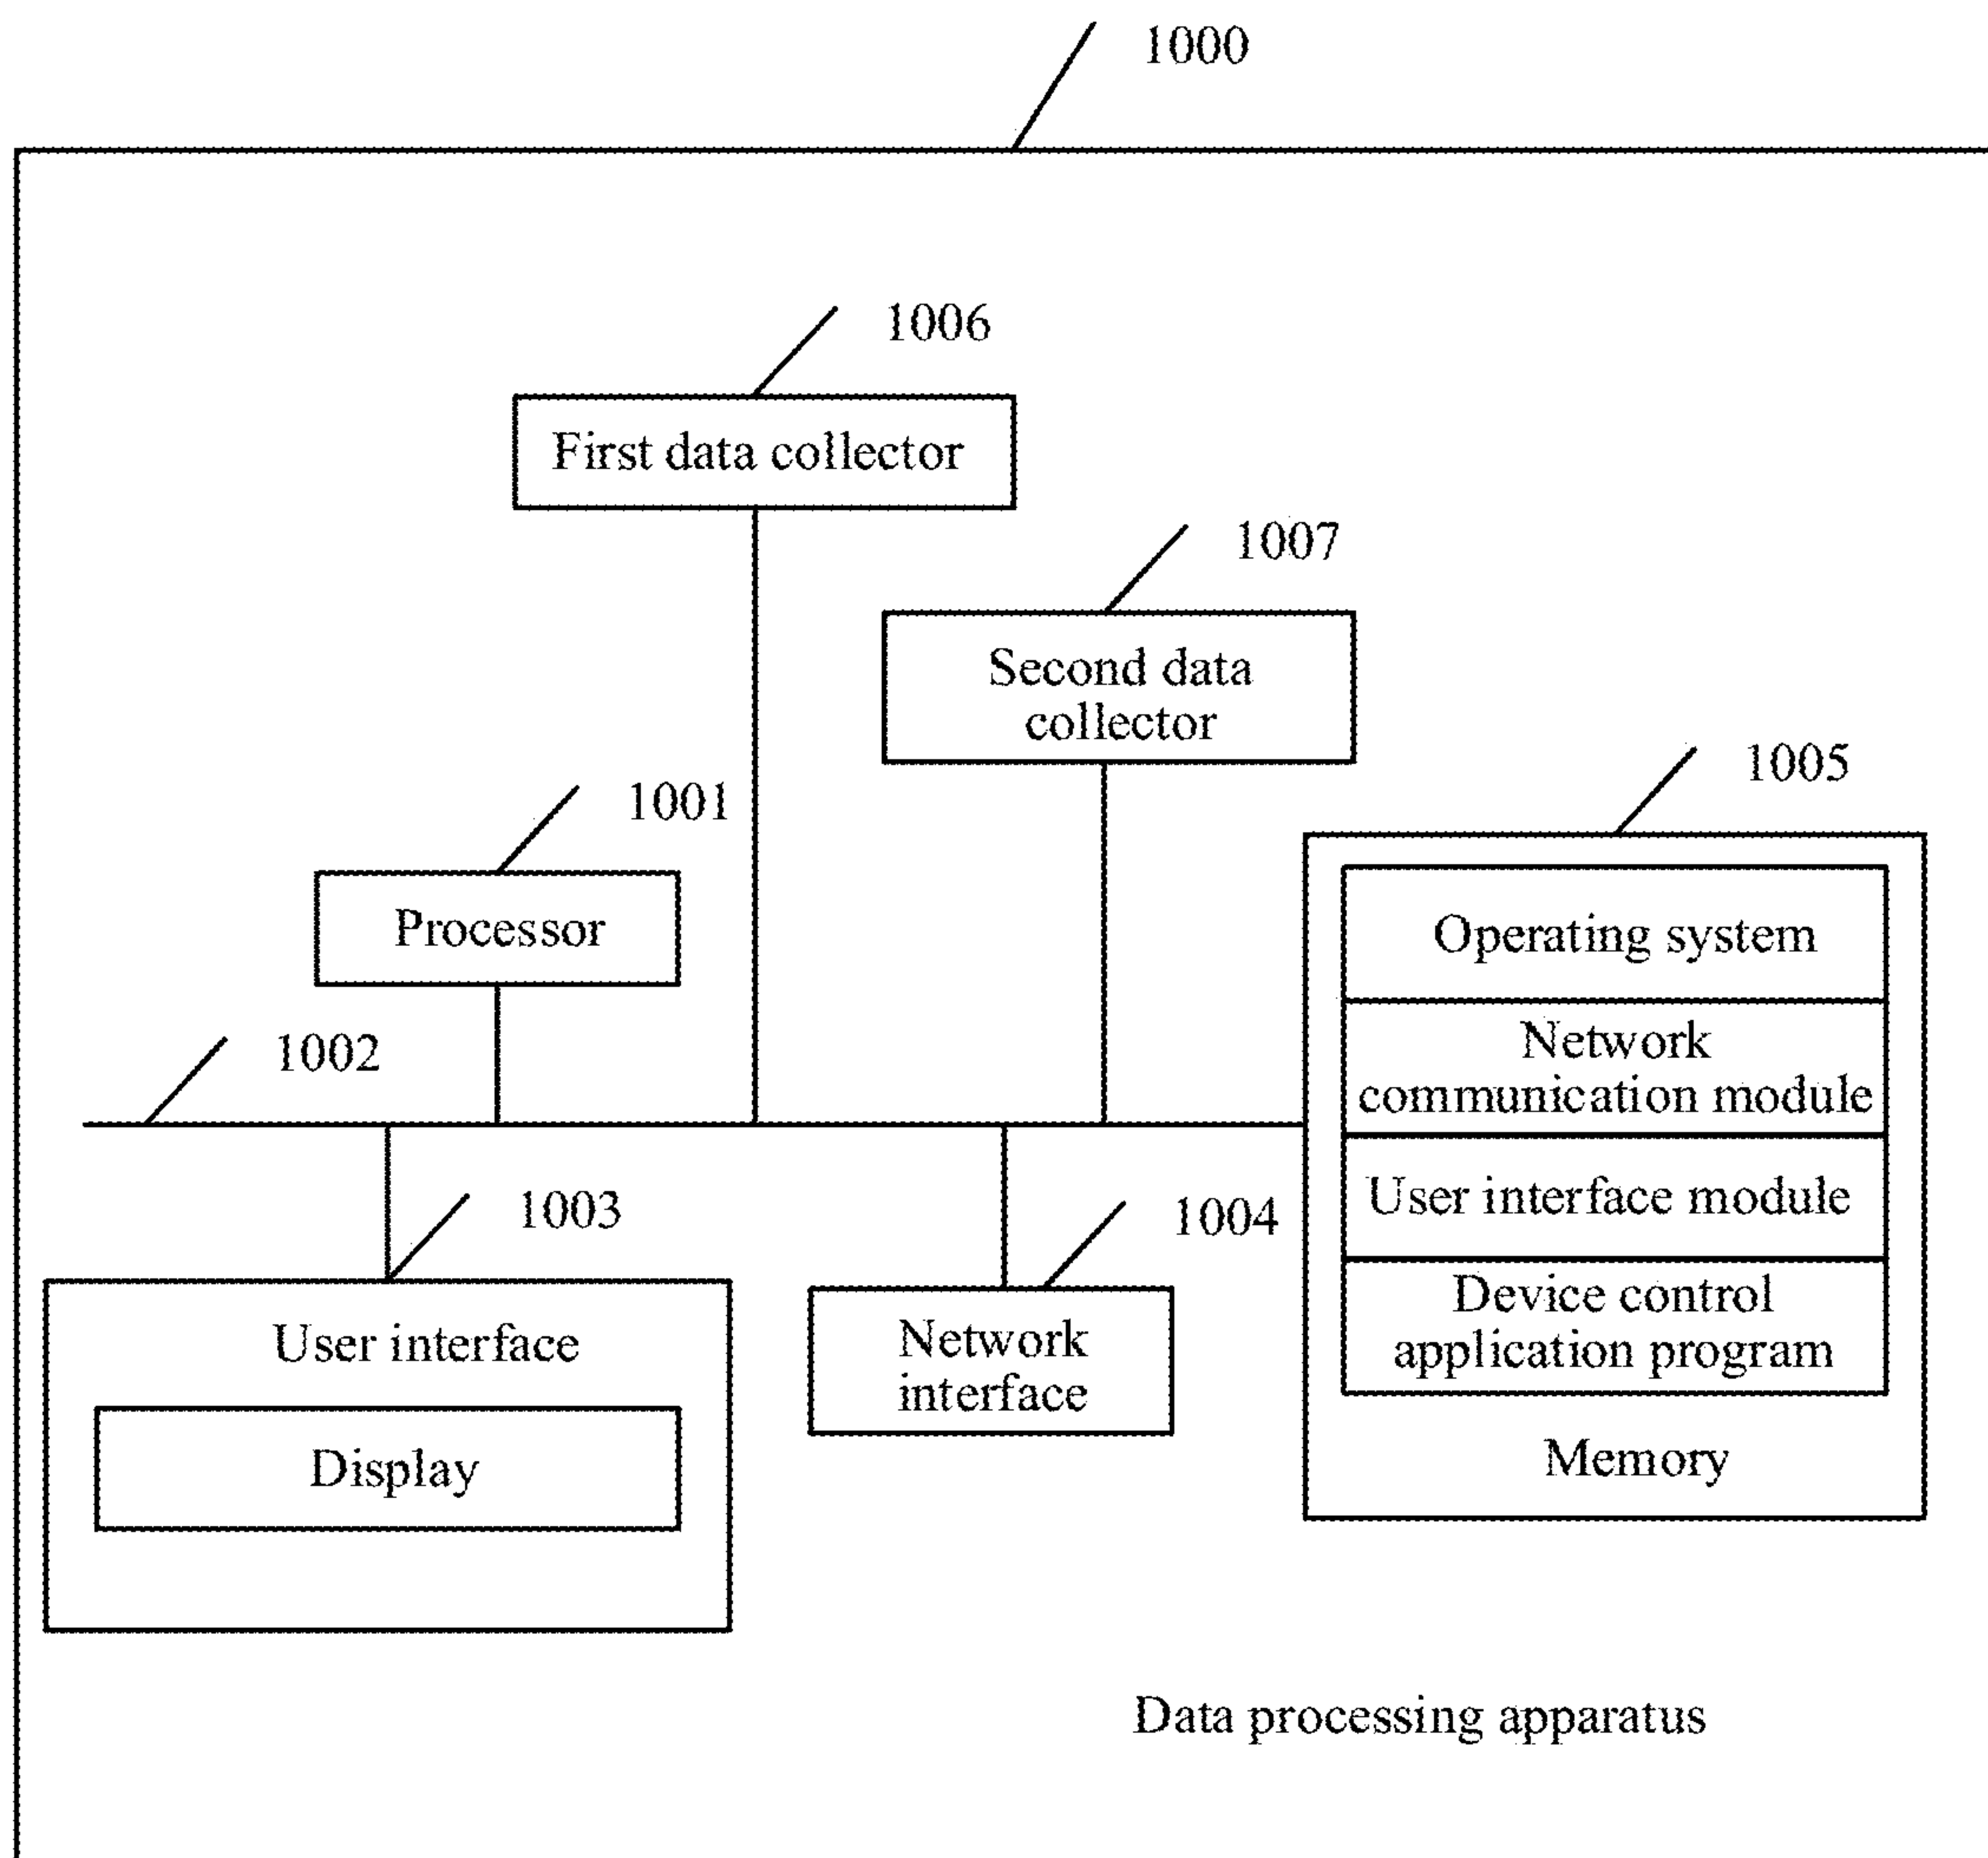 1000
1006
First data collector
1007
Second data
collector
1005
1001
Processor
Operating system
Network
communication module
1002
User interface module
1003
1004
Device control
application program
User interface
Network
interface
Display
Memory
Data processing apparatus